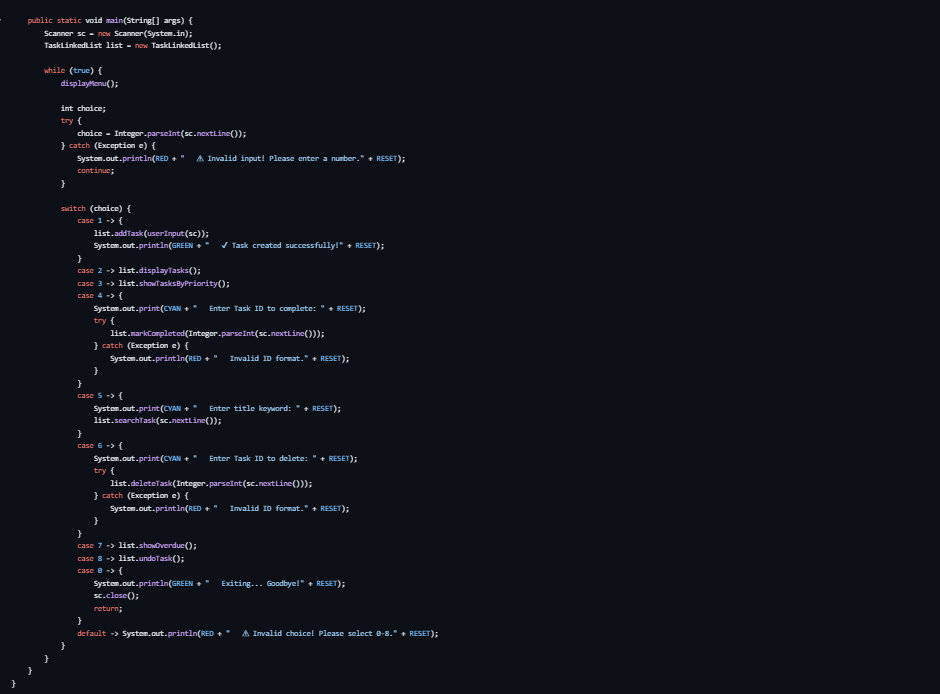 public static void main(String[] args) {
Scanner sc = new Scanner(System.in);
TaskLinkedList list = new TaskLinkedList();
while (true) {
displayMenu();
int choice;
try {
choice = Integer.parseInt(sc.nextLine());
} catch (Exception e) {
System.out.println(RED + "   ⚠ Invalid input! Please enter a number." + RESET);
continue;
}
switch (choice) {
case 1 -> {
list.addTask(userInput(sc));
System.out.println(GREEN + "   ✔ Task created successfully!" + RESET);
}
case 2 -> list.displayTasks();
case 3 -> list.showTasksByPriority();
case 4 -> {
System.out.print(CYAN + "   Enter Task ID to complete: " + RESET);
try {
list.markCompleted(Integer.parseInt(sc.nextLine()));
} catch (Exception e) {
System.out.println(RED + "   Invalid ID format." + RESET);
}
}
case 5 -> {
System.out.print(CYAN + "   Enter title keyword: " + RESET);
list.searchTask(sc.nextLine());
}
case 6 -> {
System.out.print(CYAN + "   Enter Task ID to delete: " + RESET);
try {
list.deleteTask(Integer.parseInt(sc.nextLine()));
} catch (Exception e) {
System.out.println(RED + "   Invalid ID format." + RESET);
}
}
case 7 -> list.showOverdue();
case 8 -> list.undoTask();
case 0 -> {
System.out.println(GREEN + "   Exiting... Goodbye!" + RESET);
sc.close();
return;
}
default -> System.out.println(RED + "   ⚠ Invalid choice! Please select 0-8." + RESET);
}
}
}
}